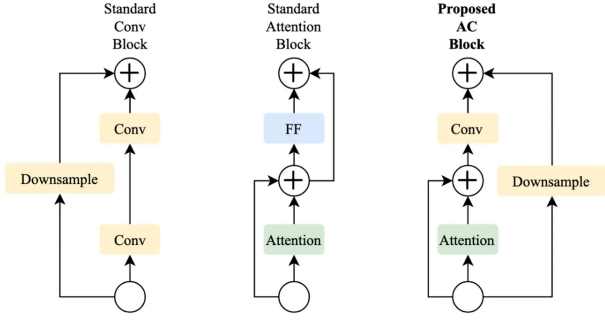 Standard
Conv
Block
Conv
Downsample
Conv
Standard
Attention
Block
FF
Attention
Proposed
AC
Block
Conv
Downsample
Attention